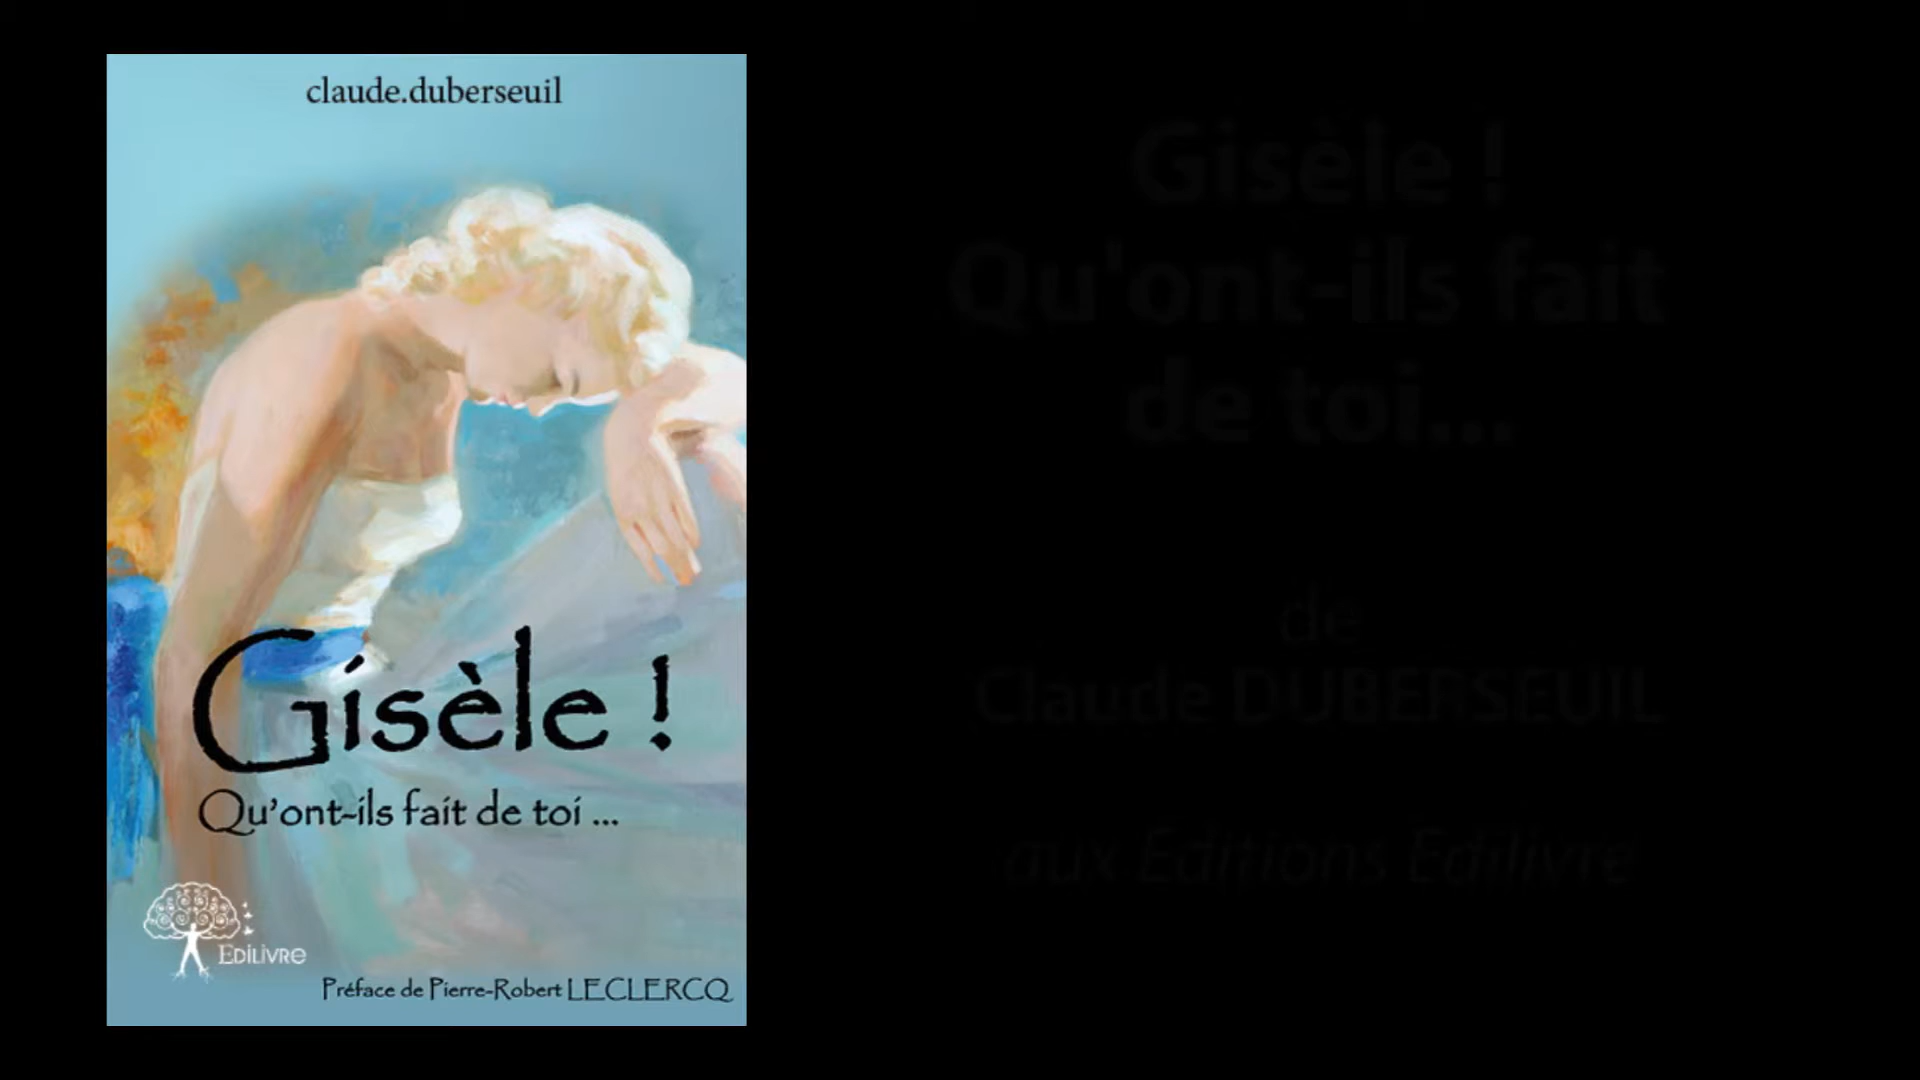 claude.duberseuil
Gisèle !
Qu'ont-ils fait de toi ...
EDILIVRE
Préface de Pierre-Robert LECLERCQ
Gisèle !
Qu'ont-ils fait
de toi...
de
Claude DUBERSEUIL
aux Editions Edilivre